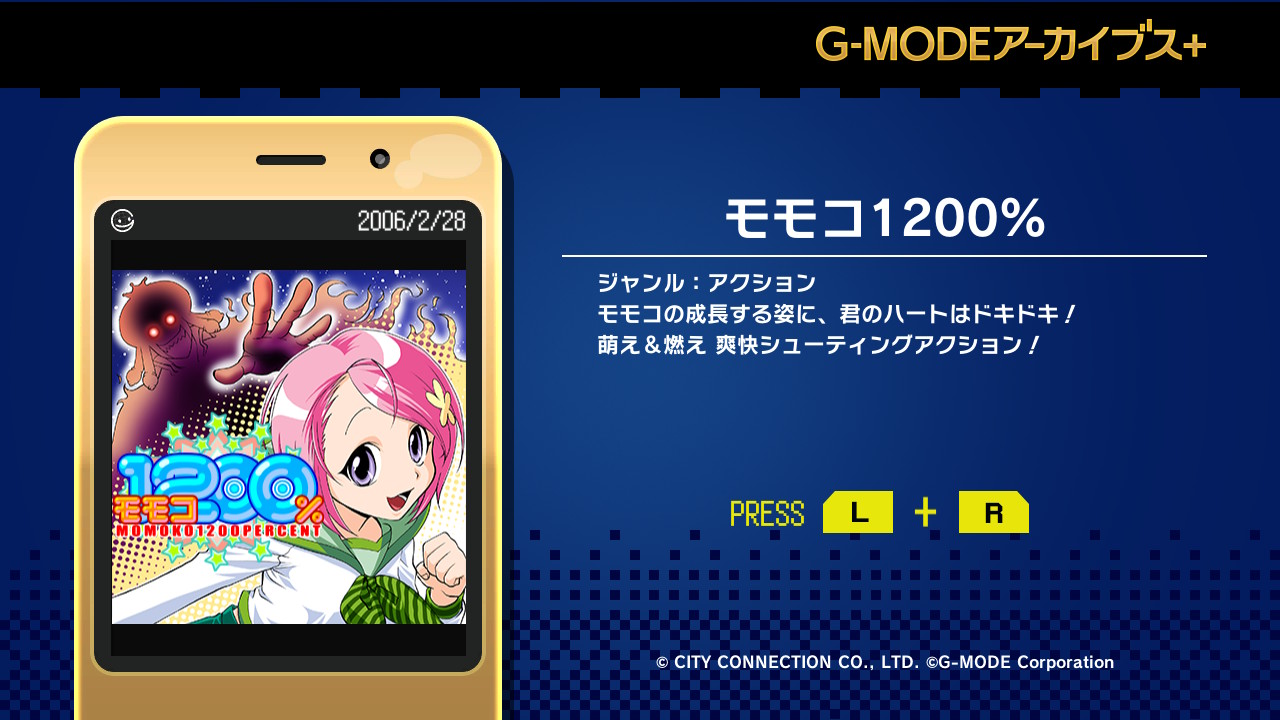 G-MODEアーカイブス+
2006/2/28
モモコ1200%
ジャンル：アクション
モモコの成長する姿に、君のハートはドキドキ！
萌え＆燃え 爽快シューティングアクション！
1200%
モモコ
MOMOKO1200PERCENT
PRESS L + R
© CITY CONNECTION CO., LTD. ©G-MODE Corporation